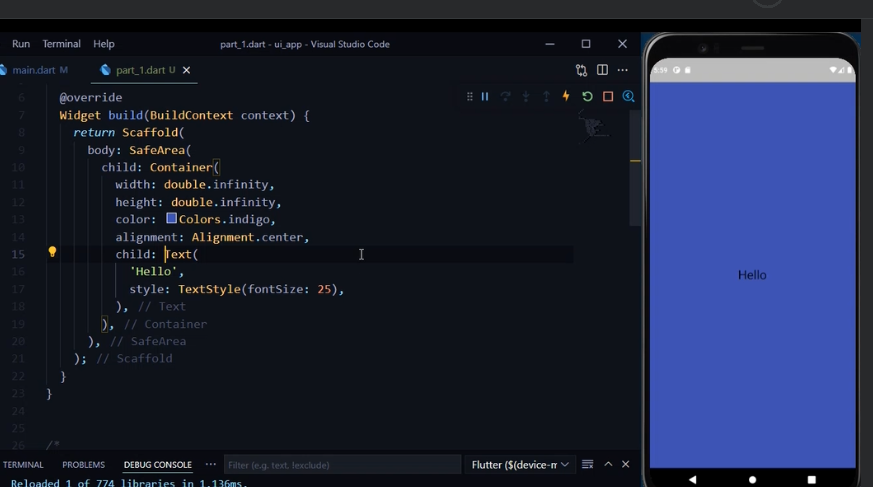 Run Terminal Help part_1.dart - ui_app - Visual Studio Code
main.dart M part_1.dart U
6 @override
7 Widget build(BuildContext context) {
8 return Scaffold(
9 body: SafeArea(
10 child: Container(
11 width: double.infinity,
12 height: double.infinity,
13 color: Colors.indigo,
14 alignment: Alignment.center,
15 child: Text(
16 'Hello',
17 style: TextStyle(fontSize: 25),
18 ), // Text
19 ), // Container
20 ), // SafeArea
21 ); // Scaffold
22 }
23 }
24
25
26 /*
TERMINAL PROBLEMS DEBUG CONSOLE ... Filter (e.g. text, !exclude) Flutter ($(device-m
Reloaded 1 of 774 libraries in 1,136ms.
5:59
Hello